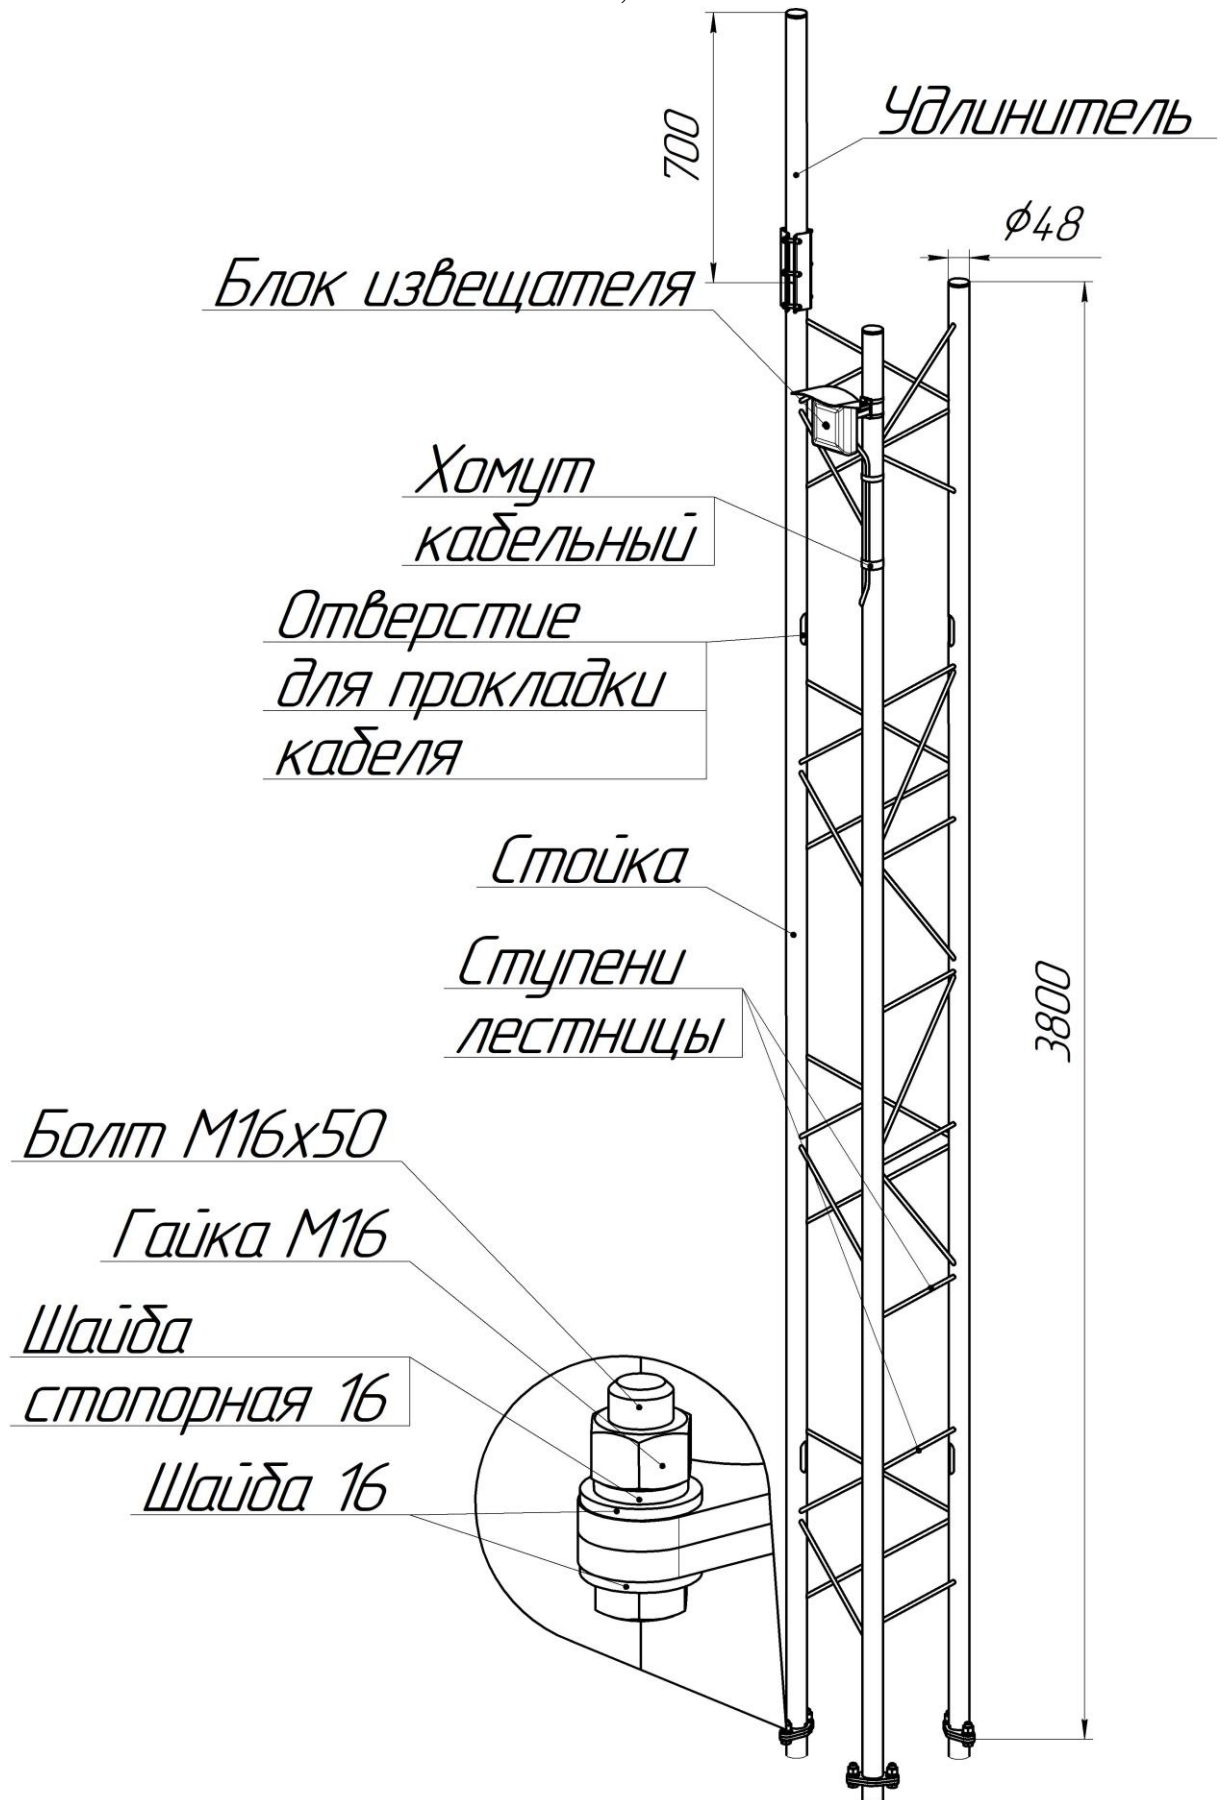 700
Удлинитель
ϕ48
Блок извещателя
Хомут
кабельный
Отверстие
для прокладки
кабеля
Стойка
Ступени
лестницы
3800
Болт М16х50
Гайка М16
Шайба
стопорная 16
Шайба 16